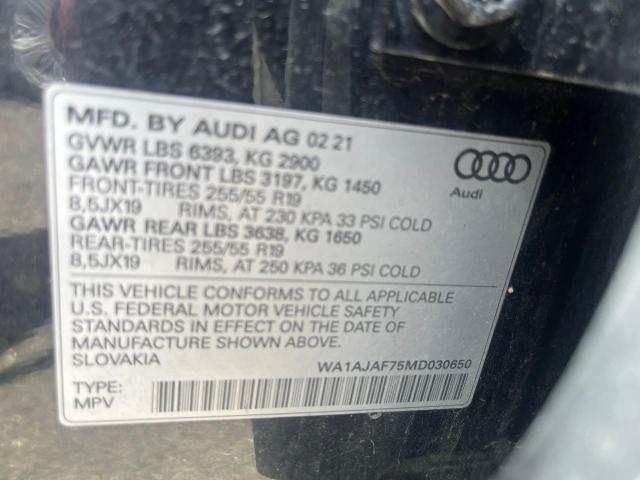 MFD. BY AUDI AG 02 21
GVWR LBS 6393, KG 2900
GAWR FRONT LBS 3197, KG 1450
FRONT-TIRES 255/55 R19
8,5JX19 RIMS, AT 230 KPA 33 PSI COLD
GAWR REAR LBS 3638, KG 1650
REAR-TIRES 255/55 R19
8,5JX19 RIMS, AT 250 KPA 36 PSI COLD
Audi
THIS VEHICLE CONFORMS TO ALL APPLICABLE
U.S. FEDERAL MOTOR VEHICLE SAFETY
STANDARDS IN EFFECT ON THE DATE OF
MANUFACTURE SHOWN ABOVE.
SLOVAKIA WA1AJAF75MD030650
TYPE:
MPV